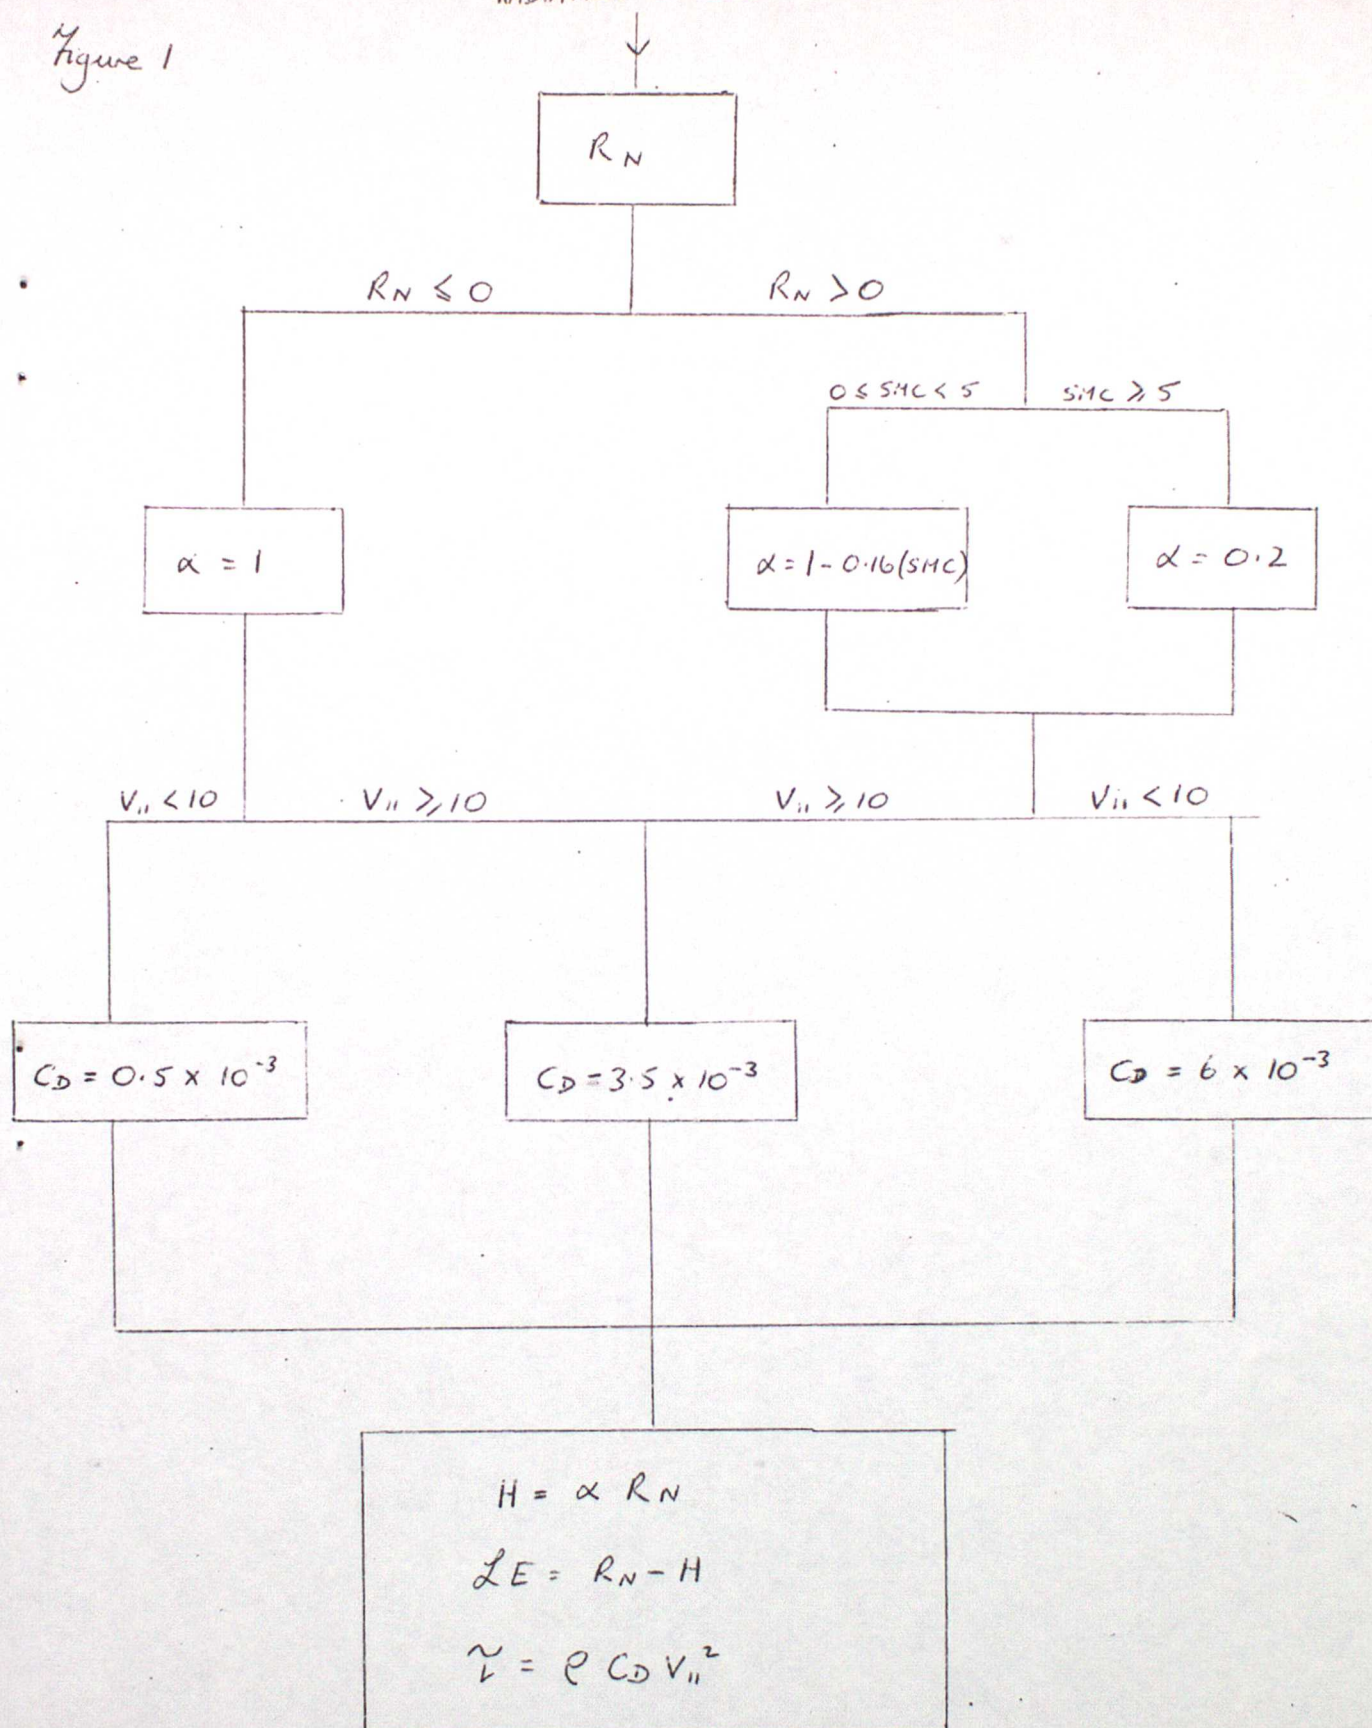 Figure 1
R_N
R_N ⩽ 0
R_N > 0
0 ⩽ SMC < 5
SMC ⩾ 5
α = 1
α = 1 - 0.16(SMC)
α = 0.2
V₁₁ < 10
V₁₁ ⩾ 10
V₁₁ ⩾ 10
V₁₁ < 10
C_D = 0.5 × 10⁻³
C_D = 3.5 × 10⁻³
C_D = 6 × 10⁻³
H = α R_N
ℒE = R_N - H
τ = ρ C_D V₁₁²